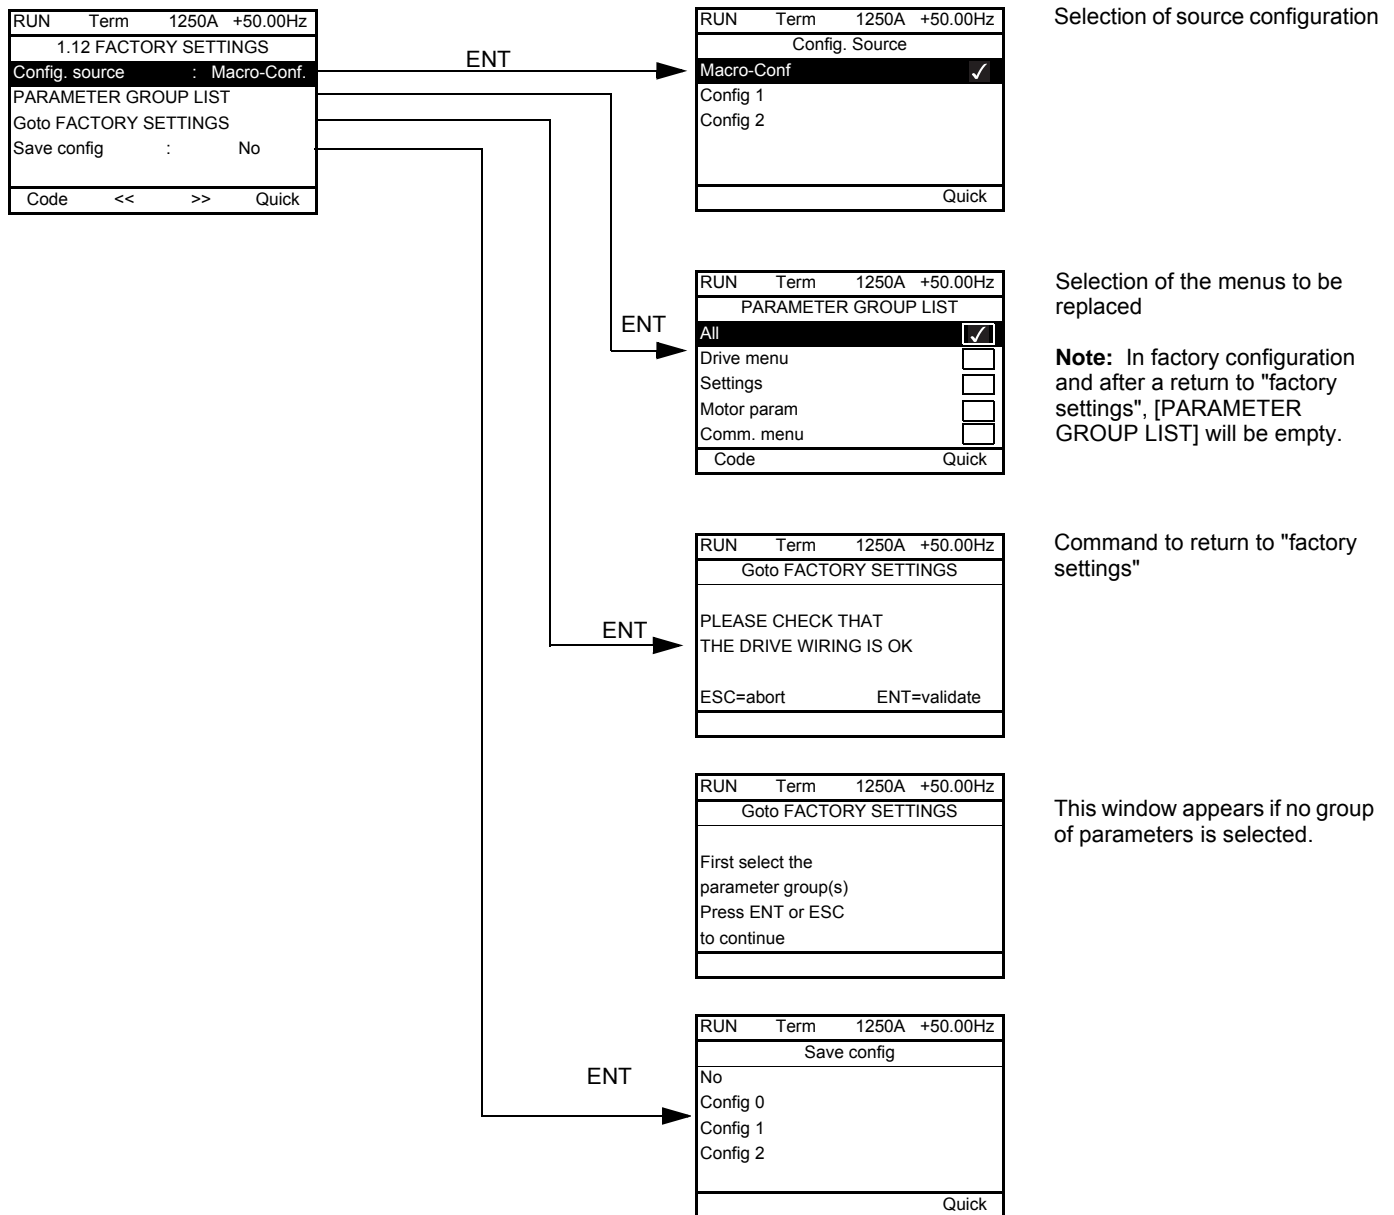 RUN Term 1250A +50.00Hz
1.12 FACTORY SETTINGS
Config. source : Macro-Conf.
PARAMETER GROUP LIST
Goto FACTORY SETTINGS
Save config : No
Code << >> Quick
ENT
RUN Term 1250A +50.00Hz
Config. Source
Macro-Conf ✓
Config 1
Config 2
Quick
Selection of source configuration
ENT
RUN Term 1250A +50.00Hz
PARAMETER GROUP LIST
All ✓
Drive menu
Settings
Motor param
Comm. menu
Code Quick
Selection of the menus to be
replaced
Note: In factory configuration
and after a return to "factory
settings", [PARAMETER
GROUP LIST] will be empty.
ENT
RUN Term 1250A +50.00Hz
Goto FACTORY SETTINGS
PLEASE CHECK THAT
THE DRIVE WIRING IS OK
ESC=abort ENT=validate
Command to return to "factory
settings"
RUN Term 1250A +50.00Hz
Goto FACTORY SETTINGS
First select the
parameter group(s)
Press ENT or ESC
to continue
This window appears if no group
of parameters is selected.
ENT
RUN Term 1250A +50.00Hz
Save config
No
Config 0
Config 1
Config 2
Quick